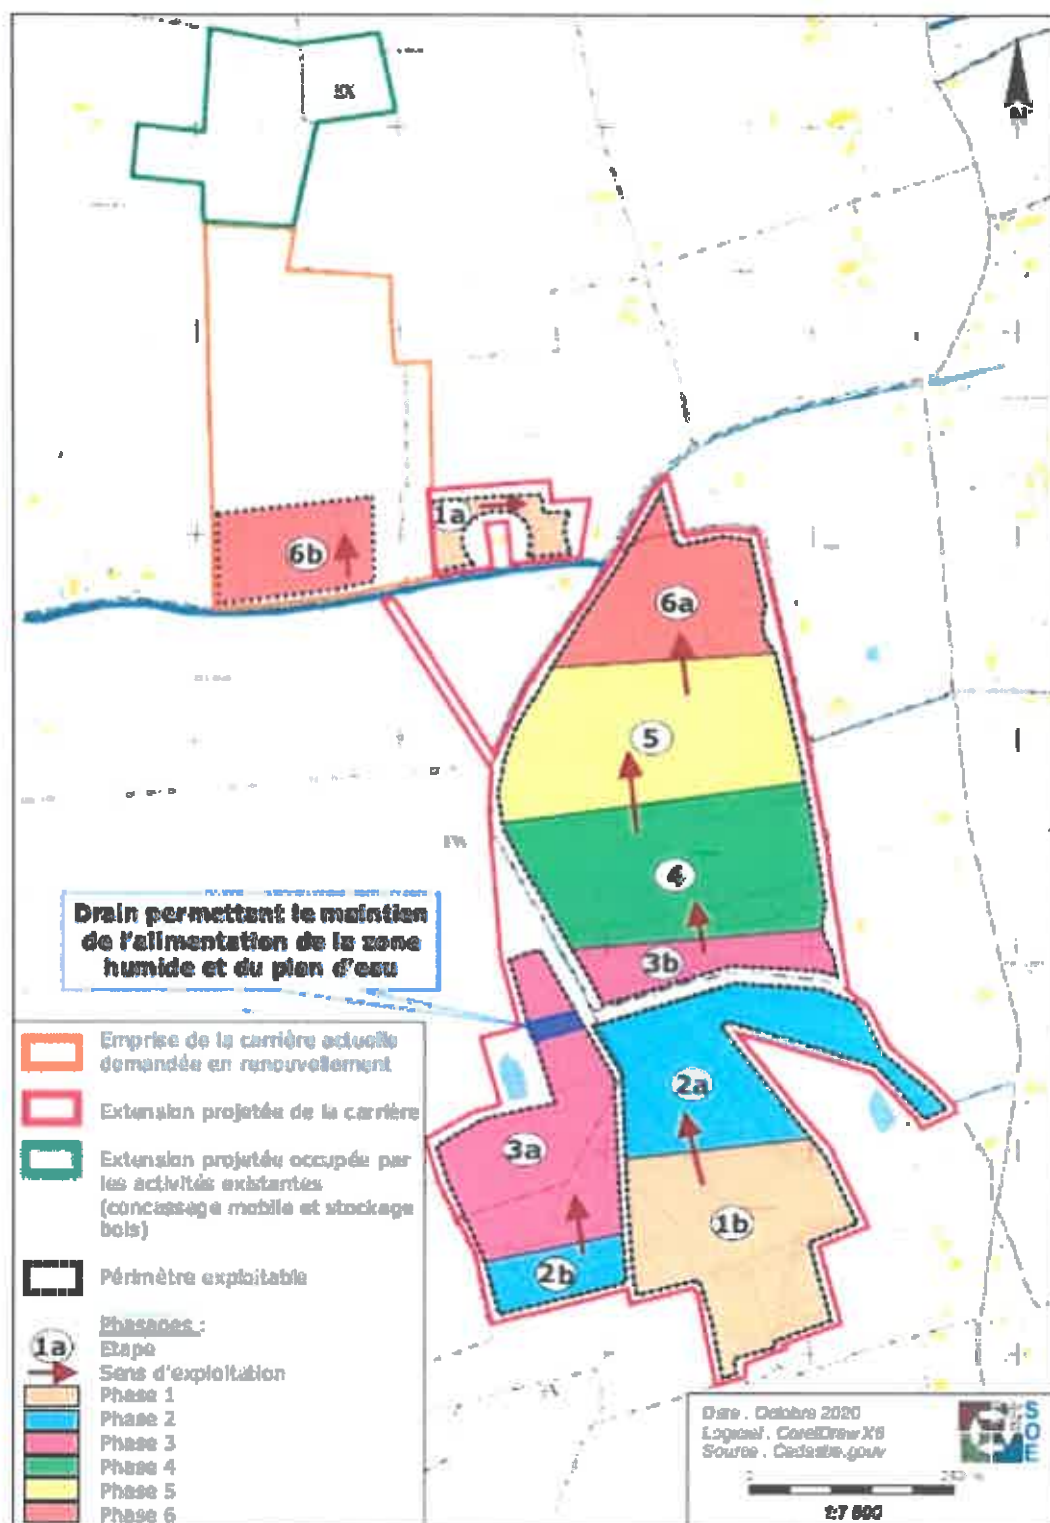 1a
6b
6a
5
4
3b
Drain permettant le maintien
de l'alimentation de la zone
humide et du plan d'eau
2a
3a
1b
2b
Emprise de la carrière actuelle
demandée en renouvellement
Extension projetée de la carrière
Extension projetée occupée par
les activités existantes
(concassage mobile et stockage
bois)
Périmètre exploitable
Phasages :
1a Etape
Sens d'exploitation
Phase 1
Phase 2
Phase 3
Phase 4
Phase 5
Phase 6
Date : Octobre 2020
Logiciel : CorelDraw X6
Source : Cadastre.gouv
SOE
1:7 500